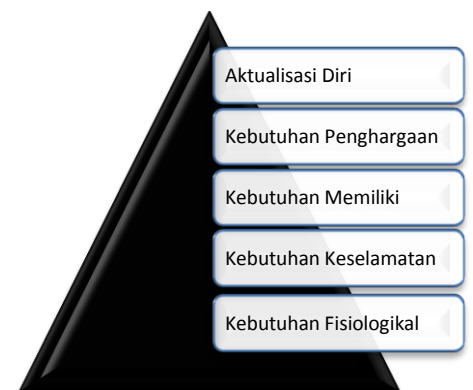 Aktualisasi Diri
Kebutuhan Penghargaan
Kebutuhan Memiliki
Kebutuhan Keselamatan
Kebutuhan Fisiologikal